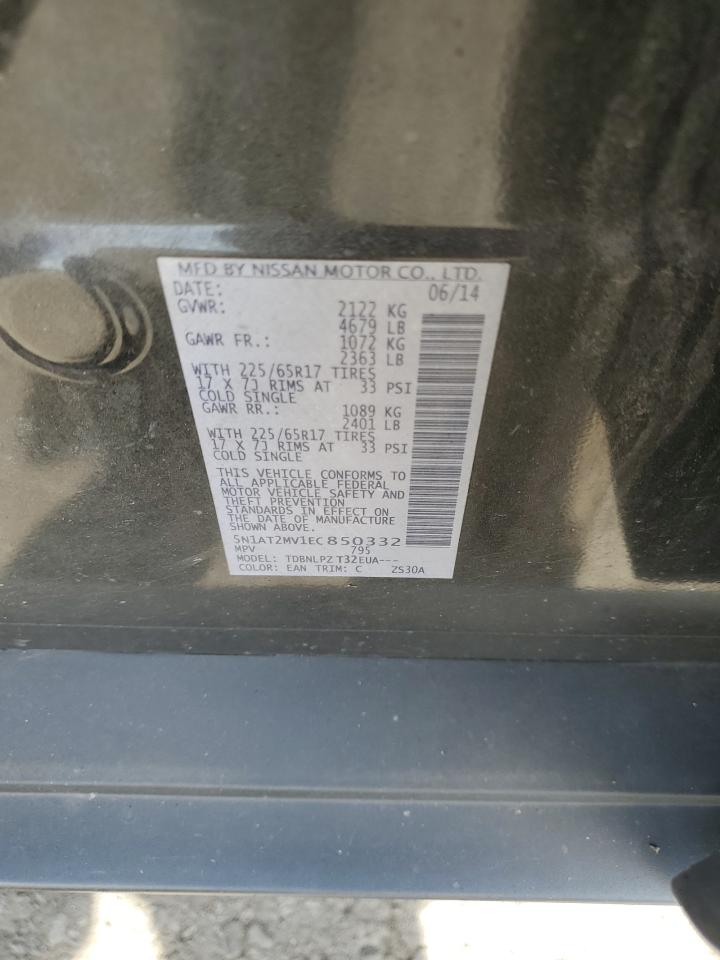 MFD BY NISSAN MOTOR CO., LTD.
DATE: 06/14
GVWR: 2122 KG
4679 LB
GAWR FR.: 1072 KG
2363 LB
WITH 225/65R17 TIRES
17 X 7J RIMS AT 33 PSI
COLD SINGLE
GAWR RR.: 1089 KG
2401 LB
WITH 225/65R17 TIRES
17 X 7J RIMS AT 33 PSI
COLD SINGLE
THIS VEHICLE CONFORMS TO
ALL APPLICABLE FEDERAL
MOTOR VEHICLE SAFETY AND
THEFT PREVENTION
STANDARDS IN EFFECT ON
THE DATE OF MANUFACTURE
SHOWN ABOVE.
5N1AT2MV1EC850332
MPV 795
MODEL: TDBNLPZ T32EUA---
COLOR: EAN TRIM: C ZS30A